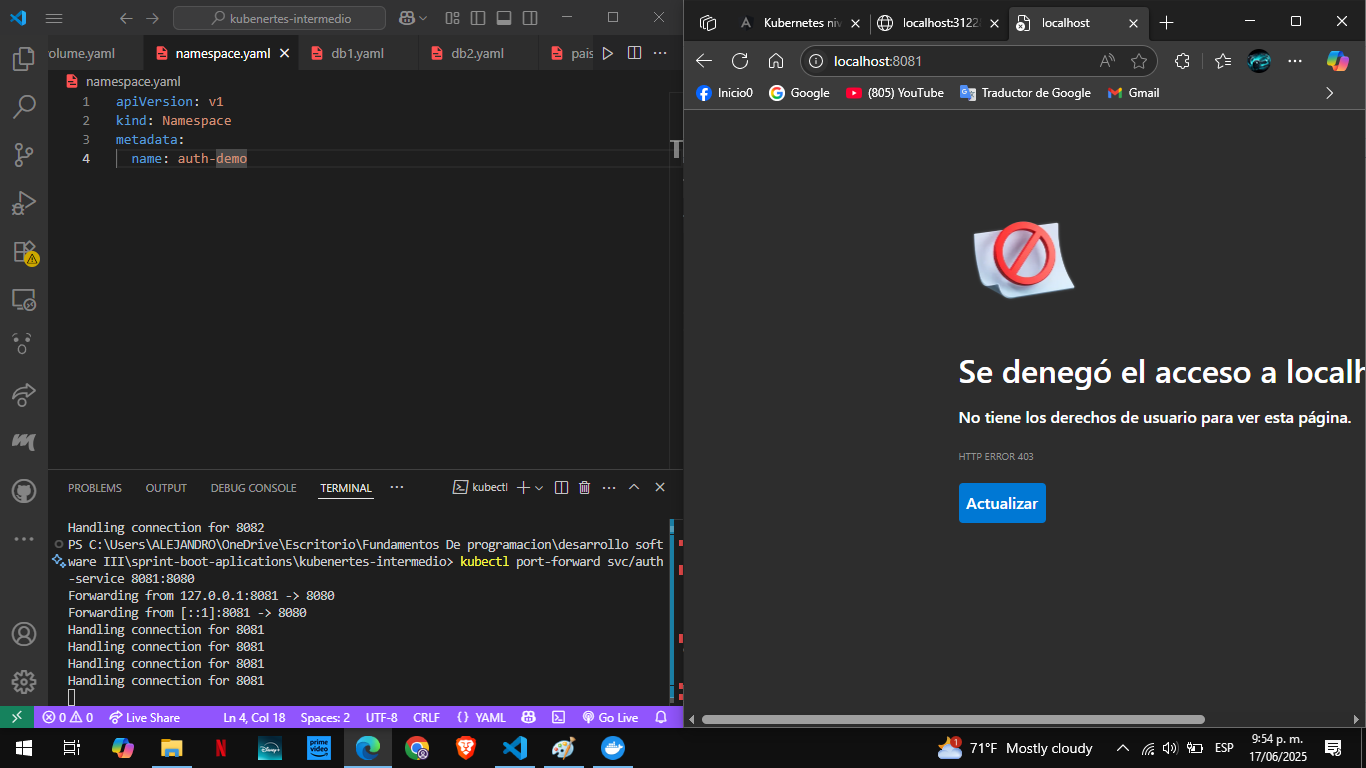 kubenertes-intermedio
olume.yaml
namespace.yaml
db1.yaml
db2.yaml
pais
namespace.yaml
1 apiVersion: v1
2 kind: Namespace
3 metadata:
4 name: auth-demo
PROBLEMS OUTPUT DEBUG CONSOLE TERMINAL
kubectl
Handling connection for 8082
PS C:\Users\ALEJANDRO\OneDrive\Escritorio\Fundamentos De programacion\desarrollo soft
ware III\sprint-boot-aplications\kubenertes-intermedio> kubectl port-forward svc/auth
-service 8081:8080
Forwarding from 127.0.0.1:8081 -> 8080
Forwarding from [::1]:8081 -> 8080
Handling connection for 8081
Handling connection for 8081
Handling connection for 8081
Handling connection for 8081
0 0 Live Share Ln 4, Col 18 Spaces: 2 UTF-8 CRLF {} YAML Go Live
Kubernetes niv
localhost:3122
localhost
localhost:8081
Inicio0 Google (805) YouTube Traductor de Google Gmail
Se denegó el acceso a localh
No tiene los derechos de usuario para ver esta página.
HTTP ERROR 403
Actualizar
prime video
Disney+
1
71°F Mostly cloudy
ESP
9:54 p. m.
17/06/2025